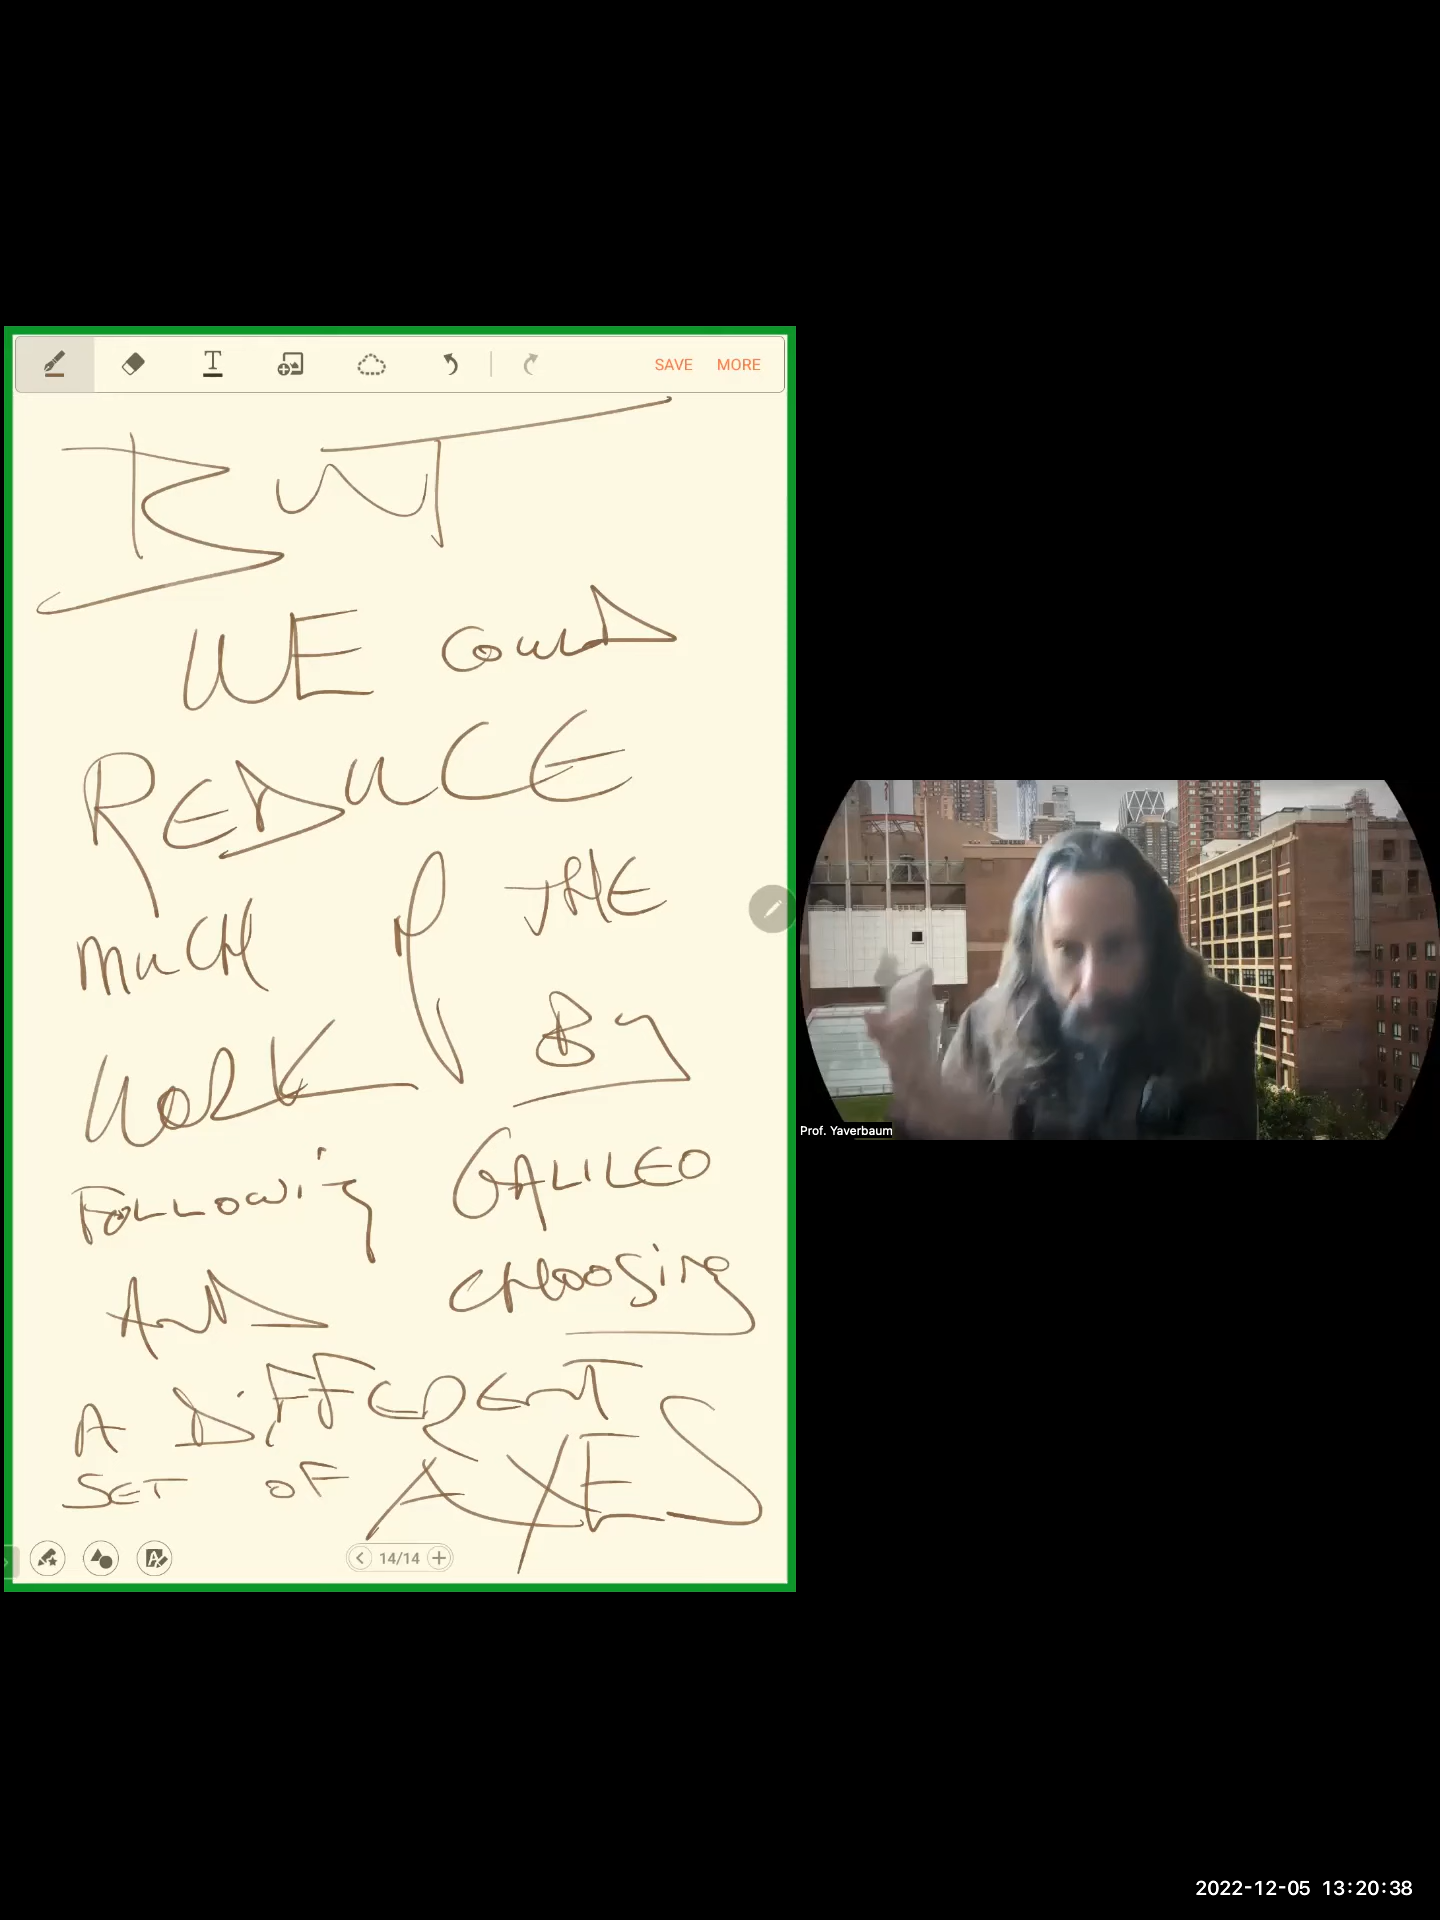 SAVE MORE
BUT
WE COULD
REDUCE
MUCH OF THE
WORK BY
FOLLOWING GALILEO
AND CHOOSING
A DIFFERENT
SET OF AXES
14/14
Prof. Yaverbaum
2022-12-05 13:20:38